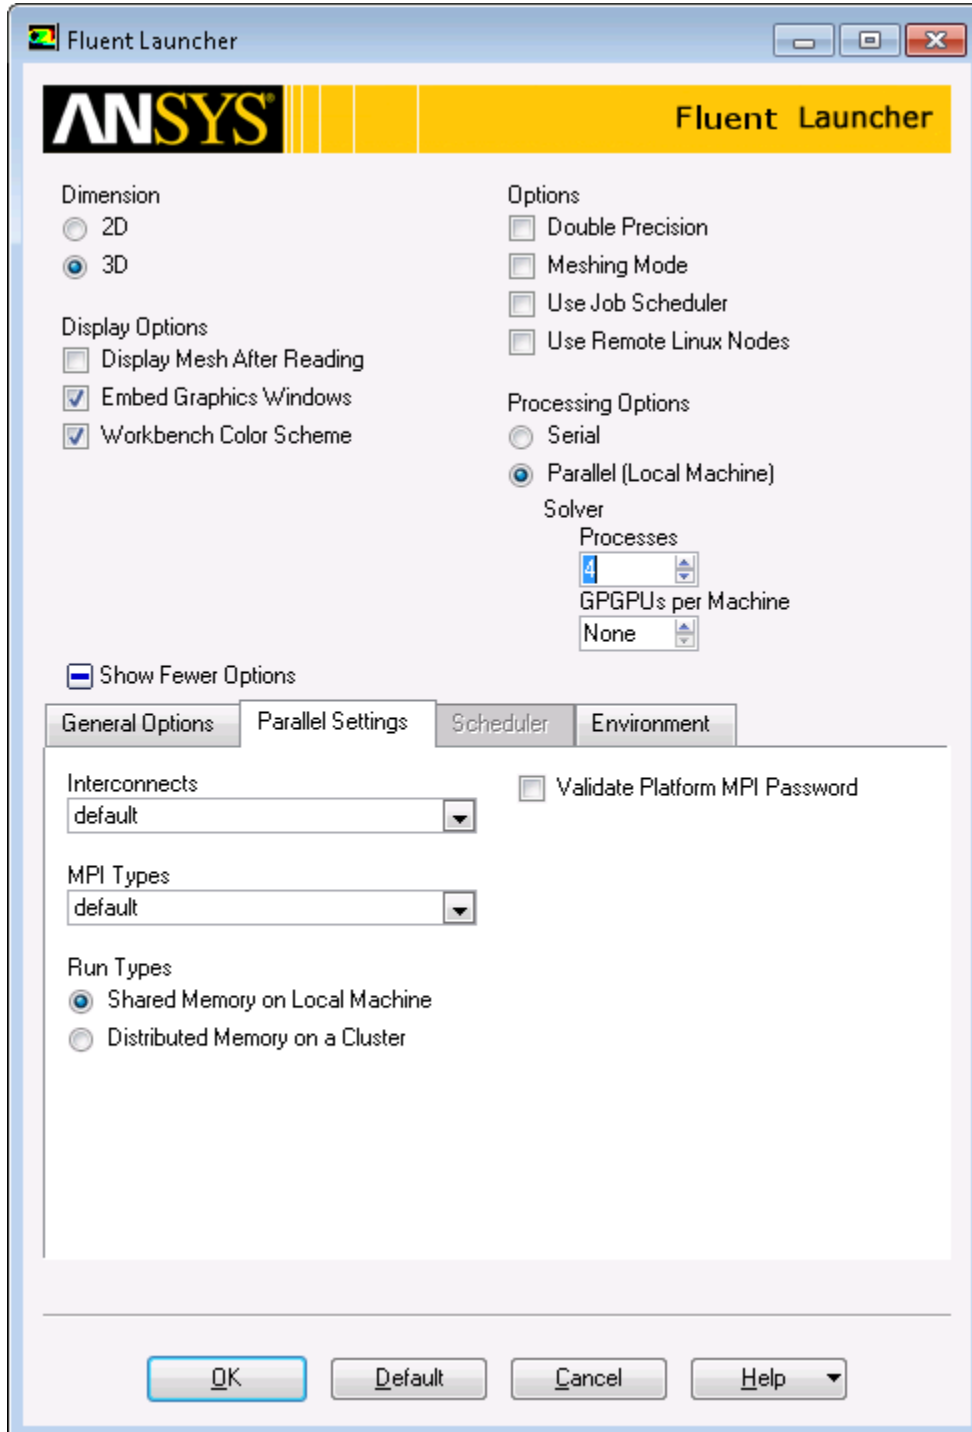 Fluent Launcher
ANSYS®
Fluent Launcher
Dimension
2D
3D
Display Options
Display Mesh After Reading
Embed Graphics Windows
Workbench Color Scheme
Options
Double Precision
Meshing Mode
Use Job Scheduler
Use Remote Linux Nodes
Processing Options
Serial
Parallel (Local Machine)
Solver
Processes
4
GPGPUs per Machine
None
Show Fewer Options
General Options
Parallel Settings
Scheduler
Environment
Interconnects
default
MPI Types
default
Run Types
Shared Memory on Local Machine
Distributed Memory on a Cluster
Validate Platform MPI Password
OK
Default
Cancel
Help